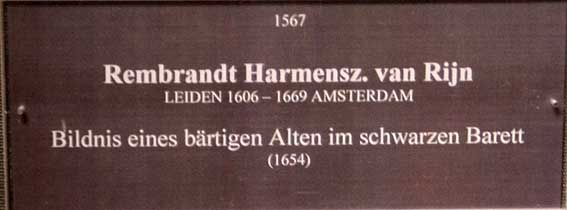 1567
Rembrandt Harmensz. van Rijn
LEIDEN 1606 – 1669 AMSTERDAM
Bildnis eines bärtigen Alten im schwarzen Barett
(1654)